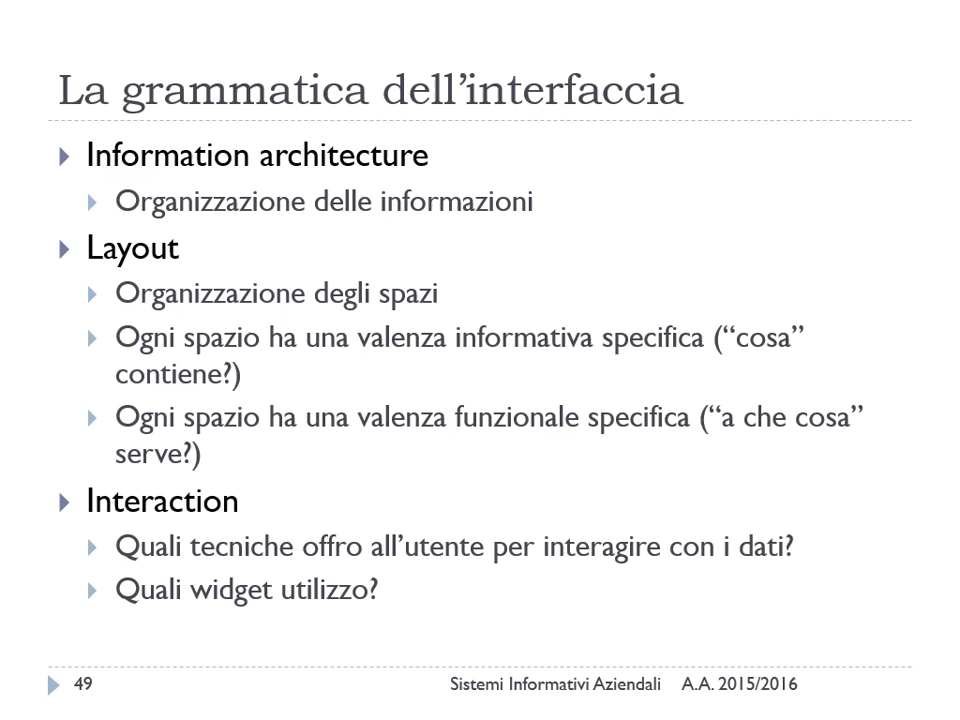 La grammatica dell’interfaccia
Information architecture
Organizzazione delle informazioni
Layout
Organizzazione degli spazi
Ogni spazio ha una valenza informativa specifica (“cosa”
contiene?)
Ogni spazio ha una valenza funzionale specifica (“a che cosa”
serve?)
Interaction
Quali tecniche offro all’utente per interagire con i dati?
Quali widget utilizzo?
49 Sistemi Informativi Aziendali A.A. 2015/2016